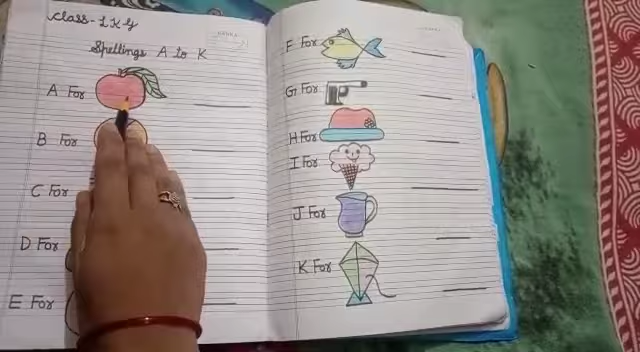 Class-LKG
Spellings A to K
A For
B For
C For
D For
E For
F For
G For
H For
I For
J For
K For